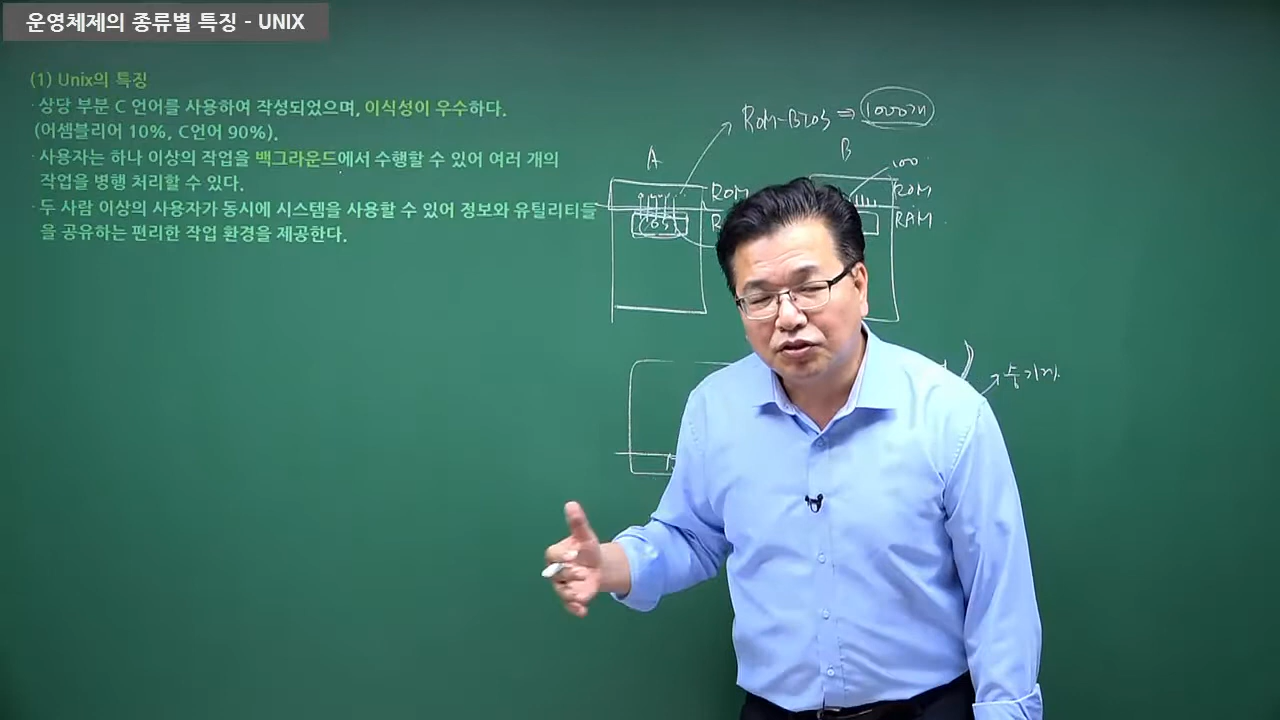 운영체제의 종류별 특징 - UNIX
(1) Unix의 특징
· 상당 부분 C 언어를 사용하여 작성되었으며, 이식성이 우수하다.
(어셈블리어 10%, C언어 90%).
· 사용자는 하나 이상의 작업을 백그라운드에서 수행할 수 있어 여러 개의
작업을 병행 처리할 수 있다.
· 두 사람 이상의 사용자가 동시에 시스템을 사용할 수 있어 정보와 유틸리티들
을 공유하는 편리한 작업 환경을 제공한다.
ROM-BIOS ⇒ 1000개
A
B
100
ROM
ROM
RAM